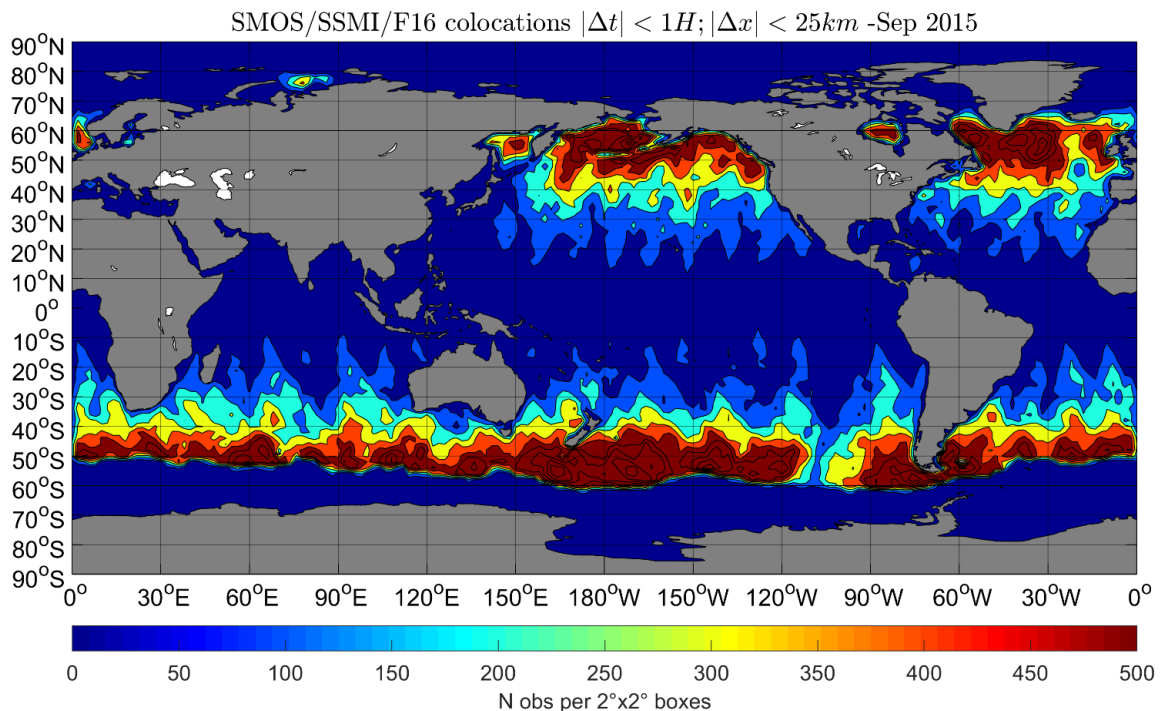 SMOS/SSMI/F16 colocations |Δt| < 1H; |Δx| < 25km -Sep 2015
90°N
80°N
70°N
60°N
50°N
40°N
30°N
20°N
10°N
0°
10°S
20°S
30°S
40°S
50°S
60°S
70°S
80°S
90°S
0° 30°E 60°E 90°E 120°E 150°E 180°W 150°W 120°W 90°W 60°W 30°W 0°
0 50 100 150 200 250 300 350 400 450 500
N obs per 2°x2° boxes